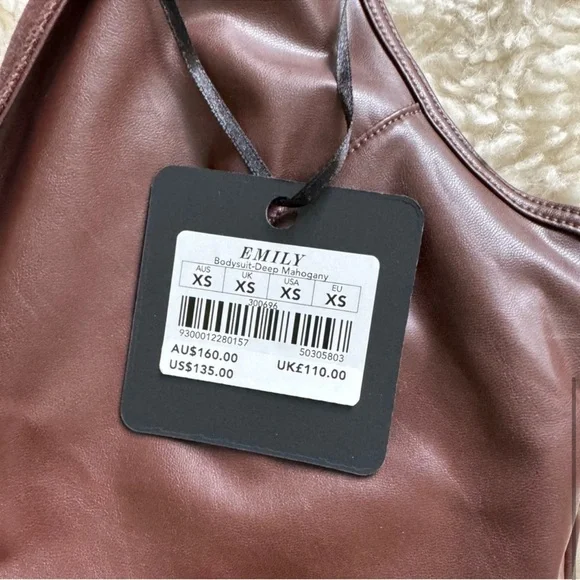 EMILY
Bodysuit-Deep Mahogany
AUS UK USA EU
XS XS XS XS
300696
9300012280157 50305803
AU$160.00
US$135.00 UK£110.00